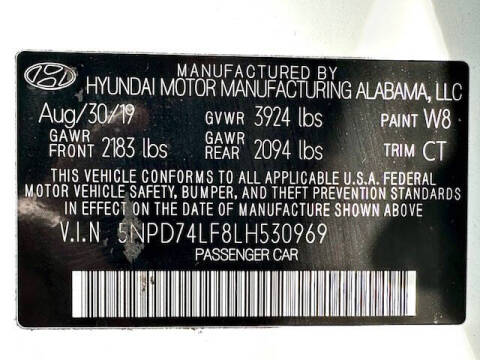 MANUFACTURED BY
HYUNDAI MOTOR MANUFACTURING ALABAMA, LLC
Aug/30/19 GVWR 3924 lbs PAINT W8
GAWR FRONT 2183 lbs GAWR REAR 2094 lbs TRIM CT
THIS VEHICLE CONFORMS TO ALL APPLICABLE U.S.A. FEDERAL
MOTOR VEHICLE SAFETY, BUMPER, AND THEFT PREVENTION STANDARDS
IN EFFECT ON THE DATE OF MANUFACTURE SHOWN ABOVE
V.I.N 5NPD74LF8LH530969
PASSENGER CAR